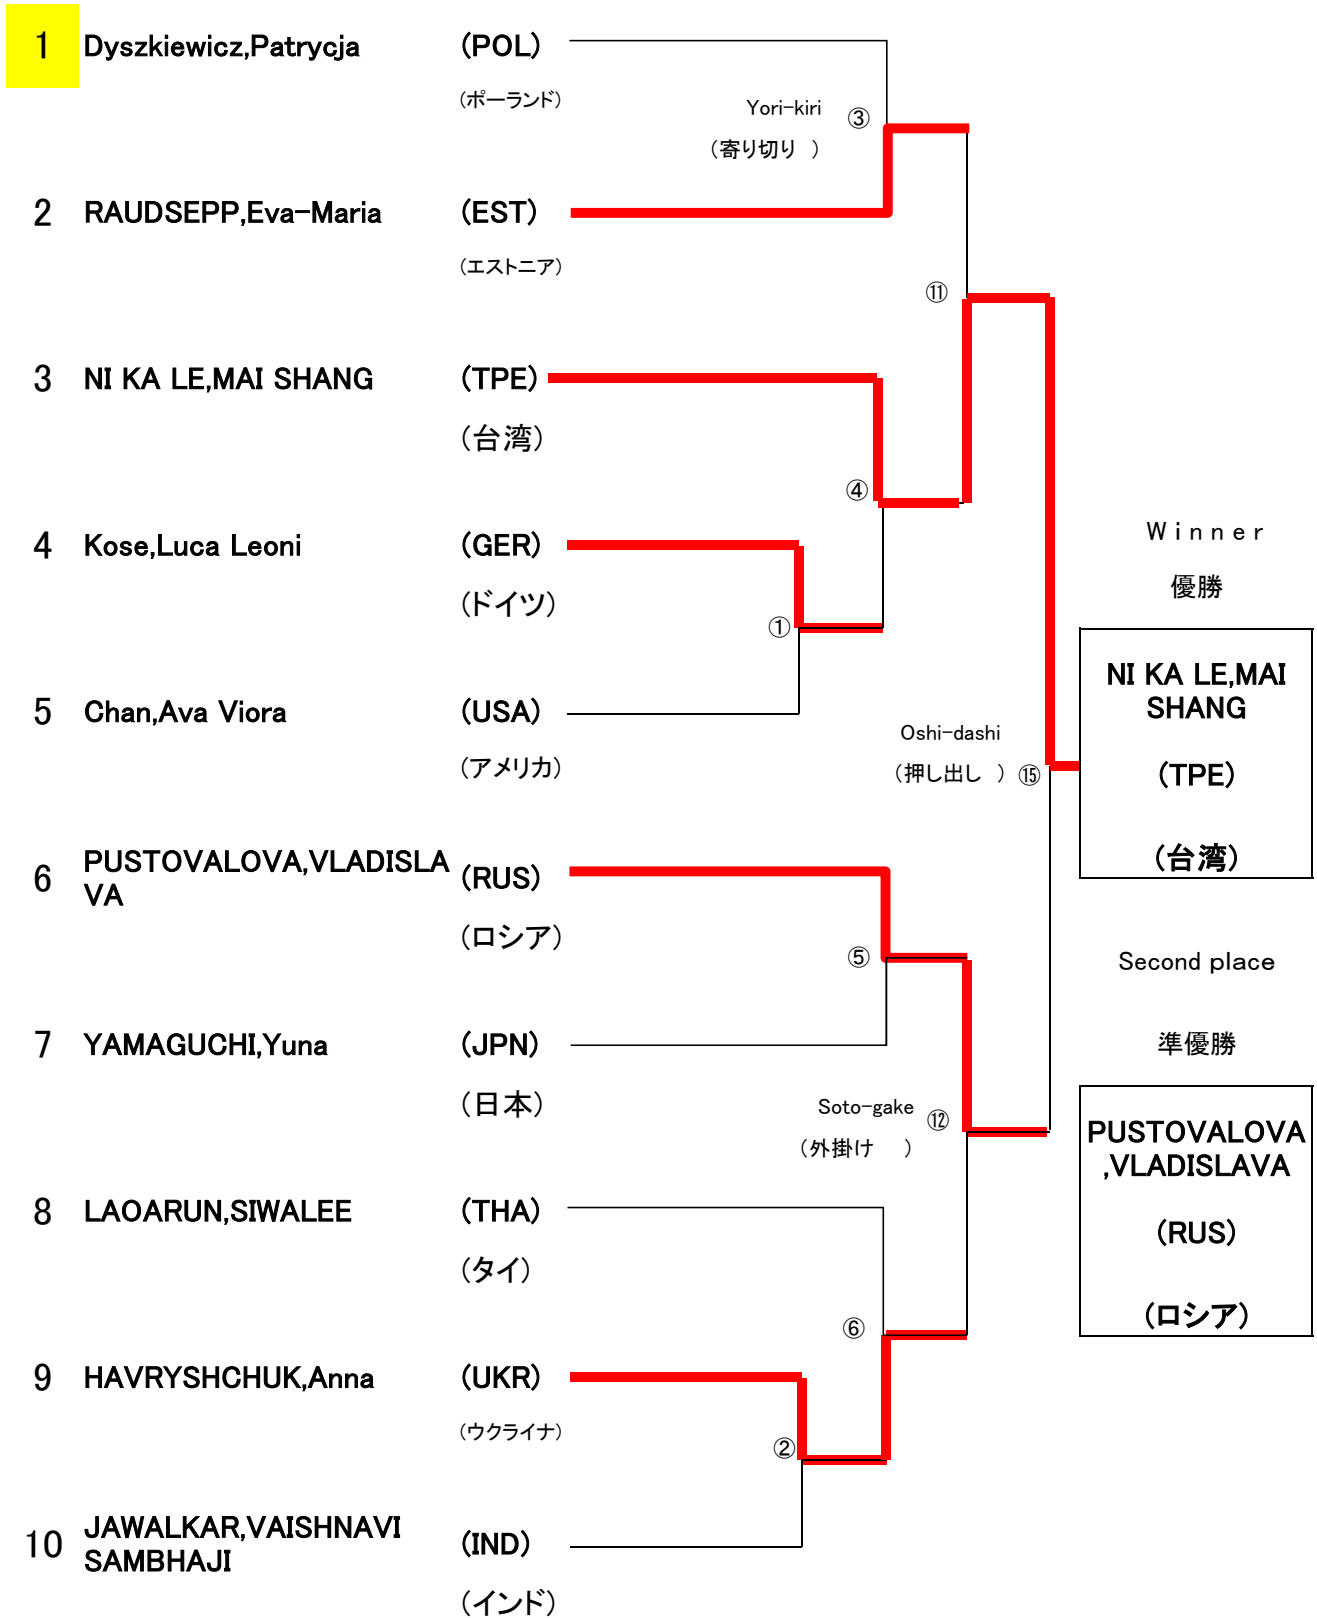 1 Dyszkiewicz,Patrycja (POL)
(ポーランド)
Yori-kiri ③
(寄り切り )
2 RAUDSEPP,Eva-Maria (EST)
(エストニア)
⑪
3 NI KA LE,MAI SHANG (TPE)
(台湾)
④
4 Kose,Luca Leoni (GER)
(ドイツ)
①
5 Chan,Ava Viora (USA)
(アメリカ)
Oshi-dashi
(押し出し ) ⑮
Winner
優勝
NI KA LE,MAI
SHANG
(TPE)
(台湾)
6 PUSTOVALOVA,VLADISLA
VA (RUS)
(ロシア)
⑤
7 YAMAGUCHI,Yuna (JPN)
(日本)
Soto-gake ⑫
(外掛け )
Second place
準優勝
PUSTOVALOVA
,VLADISLAVA
(RUS)
(ロシア)
8 LAOARUN,SIWALEE (THA)
(タイ)
⑥
9 HAVRYSHCHUK,Anna (UKR)
(ウクライナ)
②
10 JAWALKAR,VAISHNAVI
SAMBHAJI (IND)
(インド)